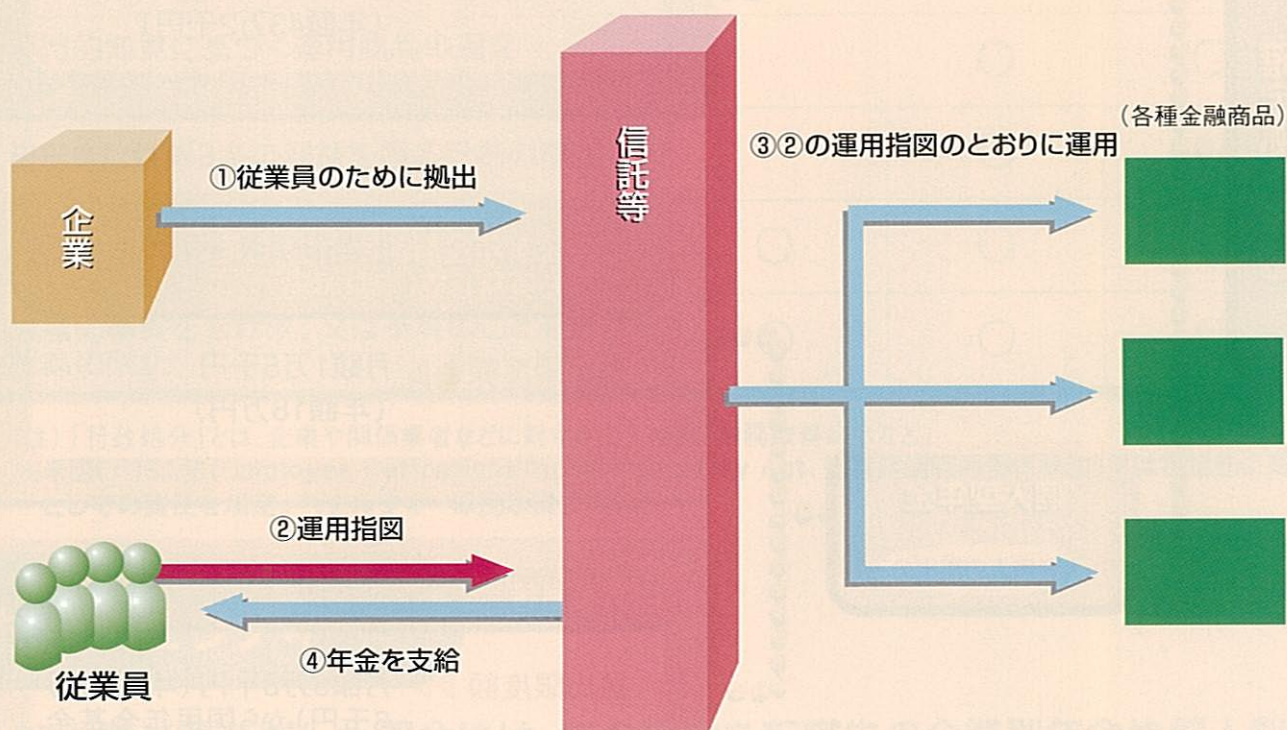 企業
①従業員のために拠出
信託等
③②の運用指図のとおりに運用
(各種金融商品)
②運用指図
④年金を支給
従業員